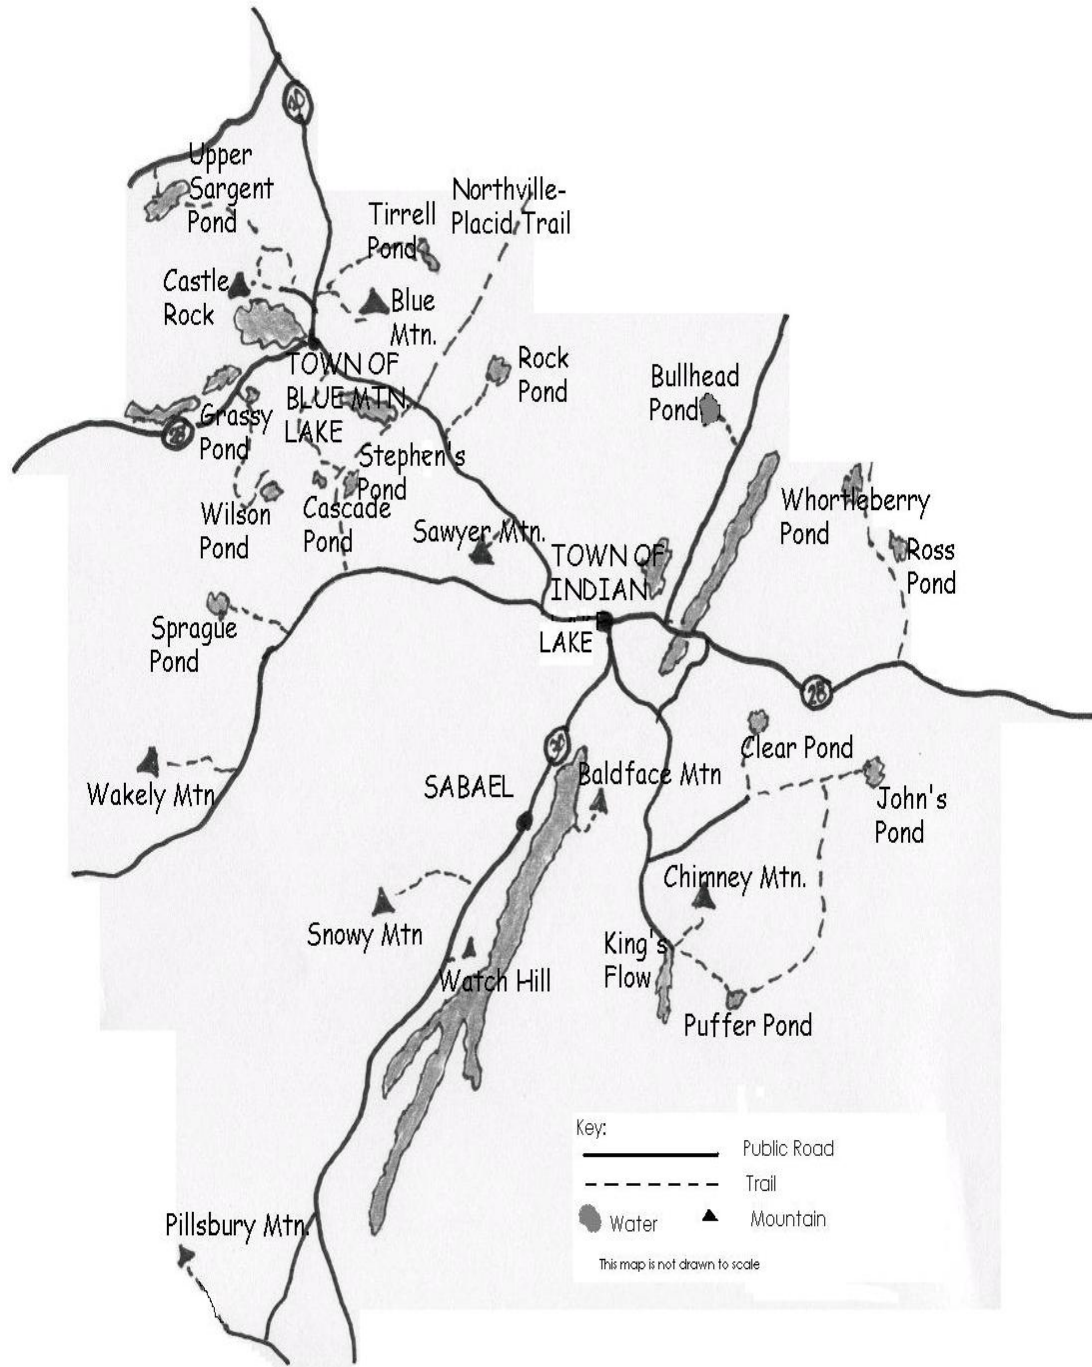 30
Upper
Sargent
Pond
Northville-
Placid Trail
Tirrell
Pond
Castle
Rock
Blue
Mtn.
TOWN OF
BLUE MTN.
LAKE
Rock
Pond
Bullhead
Pond
Grassy
Pond
28
Stephen's
Pond
Wilson
Pond
Cascade
Pond
Sawyer Mtn.
Whortleberry
Pond
TOWN OF
INDIAN
LAKE
Ross
Pond
Sprague
Pond
28
Clear Pond
30
Baldface Mtn
SABAEL
Wakely Mtn
John's
Pond
Chimney Mtn.
Snowy Mtn
King's
Flow
Watch Hill
Puffer Pond
Key:
Public Road
Trail
Water
Mountain
This map is not drawn to scale
Pillsbury Mtn.